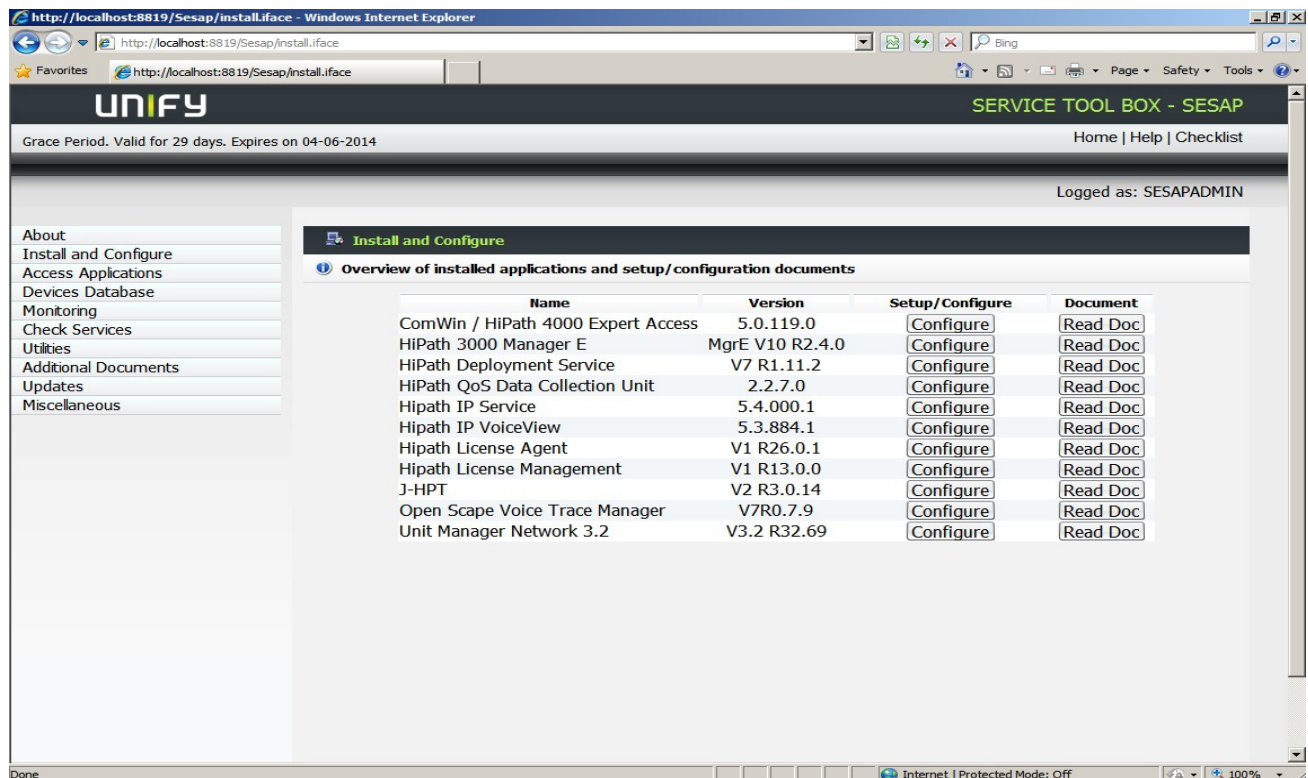 http://localhost:8819/Sesap/install.iface - Windows Internet Explorer
http://localhost:8819/Sesap/install.iface
Bing
Favorites http://localhost:8819/Sesap/install.iface Page Safety Tools
UNIFY SERVICE TOOL BOX - SESAP
Grace Period. Valid for 29 days. Expires on 04-06-2014 Home | Help | Checklist
Logged as: SESAPADMIN
About
Install and Configure
Access Applications
Devices Database
Monitoring
Check Services
Utilities
Additional Documents
Updates
Miscellaneous
Install and Configure
Overview of installed applications and setup/configuration documents
Name Version Setup/Configure Document
ComWin / HiPath 4000 Expert Access 5.0.119.0 Configure Read Doc
HiPath 3000 Manager E MgrE V10 R2.4.0 Configure Read Doc
HiPath Deployment Service V7 R1.11.2 Configure Read Doc
HiPath QoS Data Collection Unit 2.2.7.0 Configure Read Doc
Hipath IP Service 5.4.000.1 Configure Read Doc
Hipath IP VoiceView 5.3.884.1 Configure Read Doc
Hipath License Agent V1 R26.0.1 Configure Read Doc
Hipath License Management V1 R13.0.0 Configure Read Doc
J-HPT V2 R3.0.14 Configure Read Doc
Open Scape Voice Trace Manager V7R0.7.9 Configure Read Doc
Unit Manager Network 3.2 V3.2 R32.69 Configure Read Doc
Done Internet | Protected Mode: Off 100%